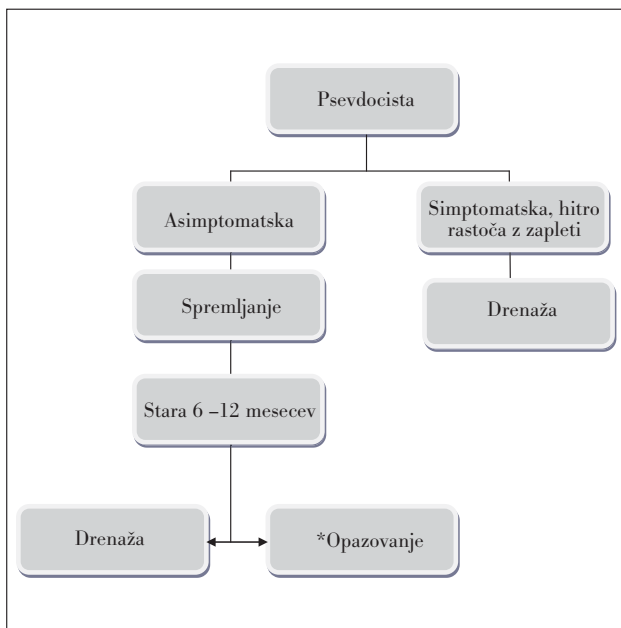 Psevdocista
Asimptomatska
Simptomatska, hitro
rastoča z zapleti
Spremljanje
Drenaža
Stara 6 –12 mesecev
Drenaža
*Opazovanje